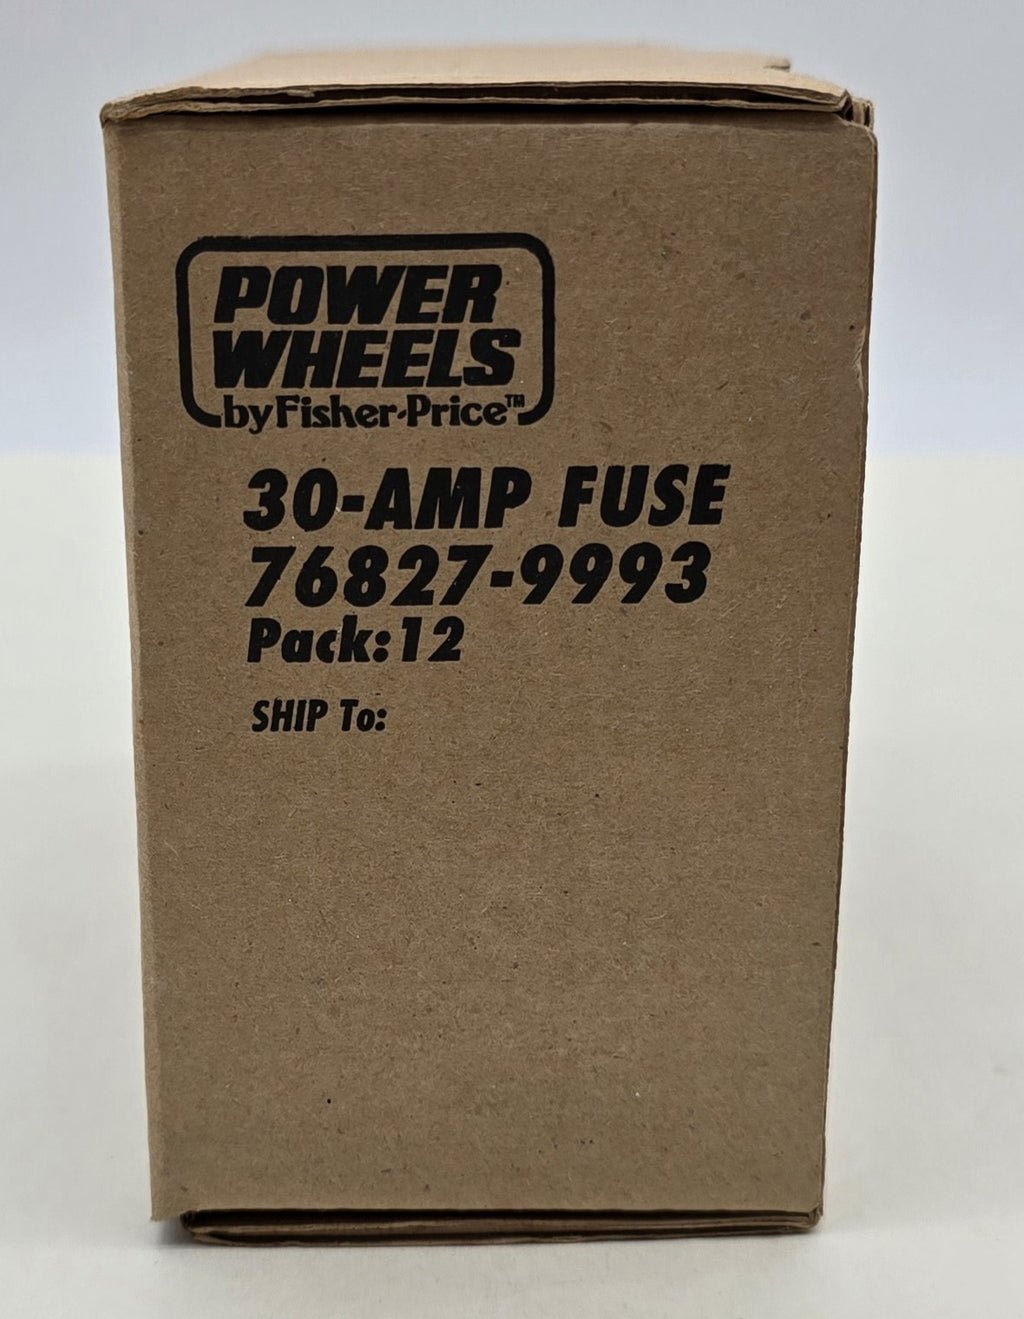 POWER
WHEELS
by Fisher-Price™
30-AMP FUSE
76827-9993
Pack:12
SHIP To: